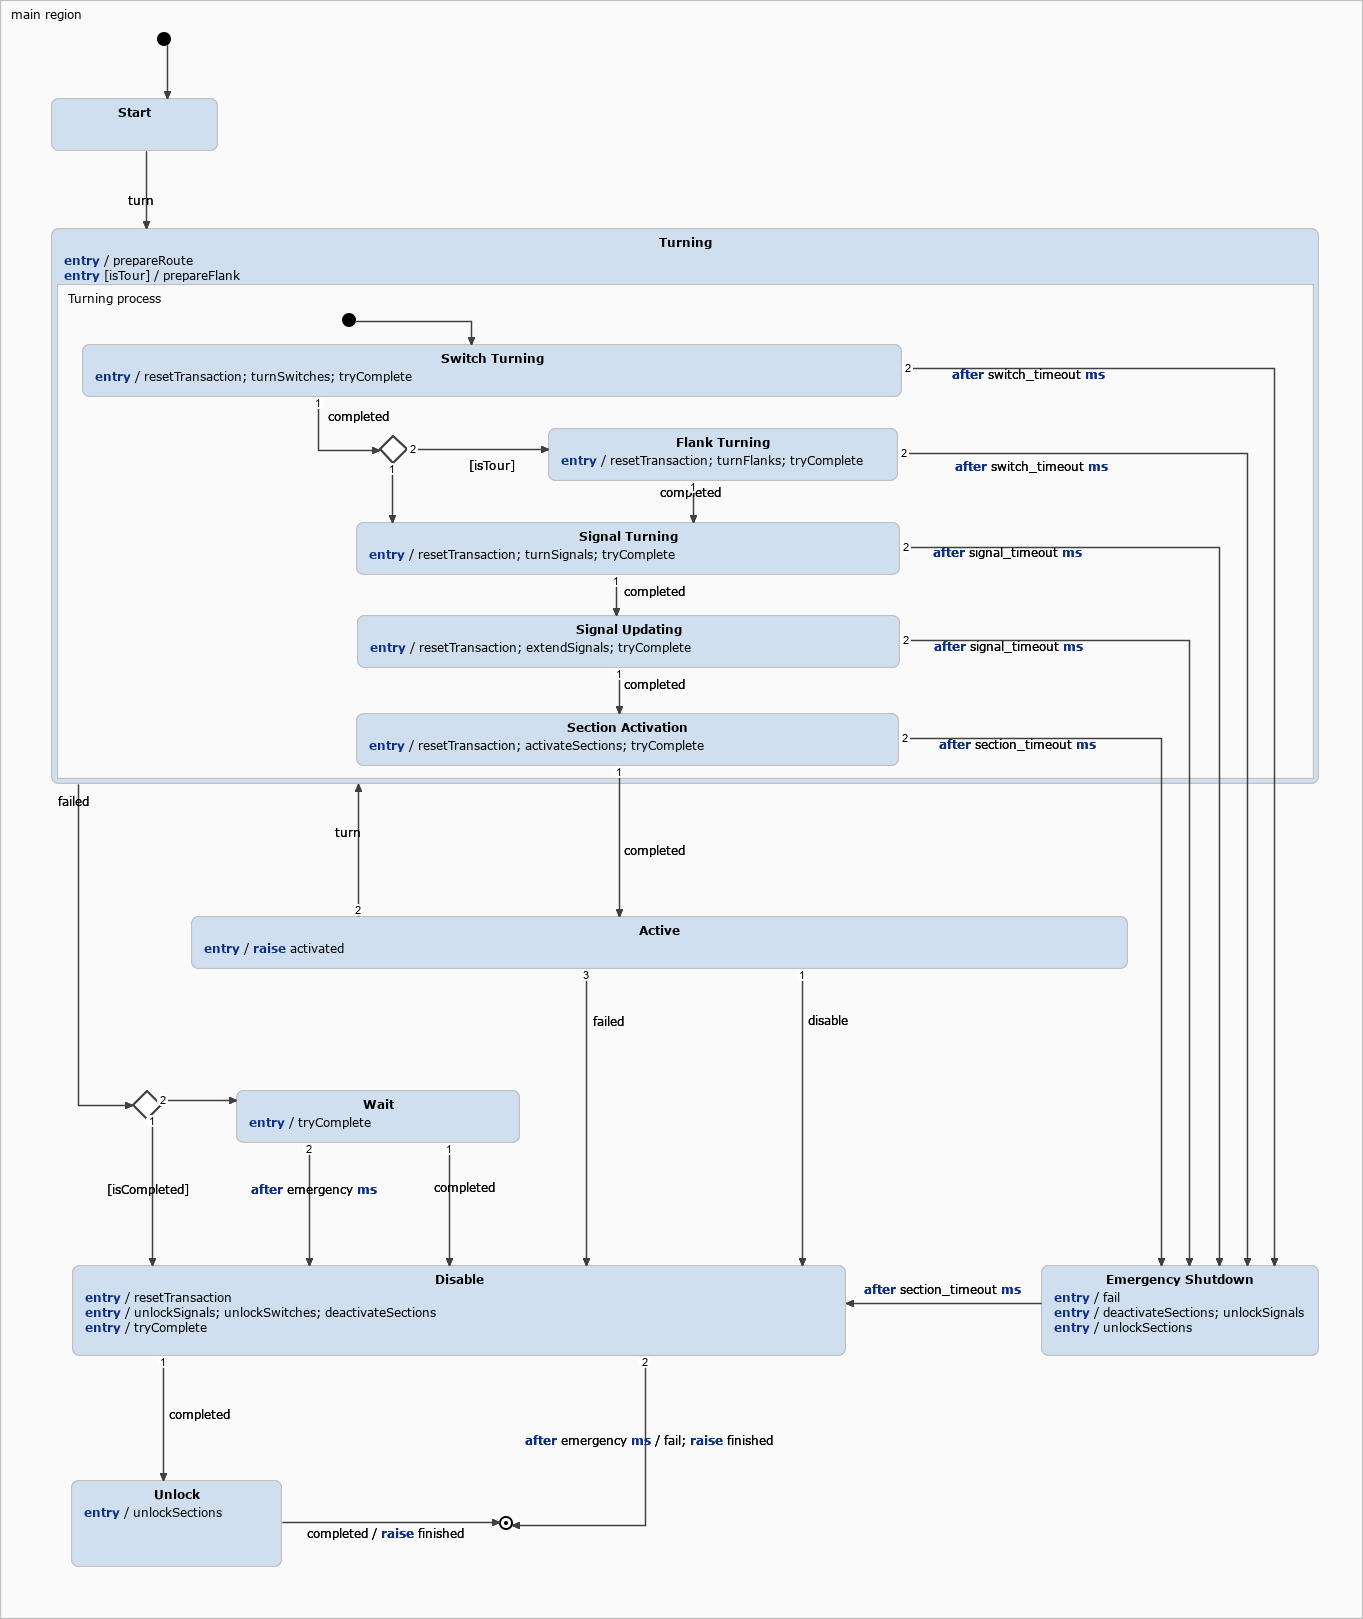 main region
Start
turn
Turning
entry / prepareRoute
entry [isTour] / prepareFlank
Turning process
Switch Turning
entry / resetTransaction; turnSwitches; tryComplete
2
after switch_timeout ms
1
completed
2
[isTour]
1
Flank Turning
entry / resetTransaction; turnFlanks; tryComplete
2
after switch_timeout ms
1
completed
Signal Turning
entry / resetTransaction; turnSignals; tryComplete
2
after signal_timeout ms
1
completed
Signal Updating
entry / resetTransaction; extendSignals; tryComplete
2
after signal_timeout ms
1
completed
Section Activation
entry / resetTransaction; activateSections; tryComplete
2
after section_timeout ms
1
failed
turn
completed
2
Active
entry / raise activated
3
1
failed
disable
2
1
Wait
entry / tryComplete
2
1
[isCompleted]
after emergency ms
completed
Disable
entry / resetTransaction
entry / unlockSignals; unlockSwitches; deactivateSections
entry / tryComplete
after section_timeout ms
Emergency Shutdown
entry / fail
entry / deactivateSections; unlockSignals
entry / unlockSections
1
2
completed
after emergency ms / fail; raise finished
Unlock
entry / unlockSections
completed / raise finished